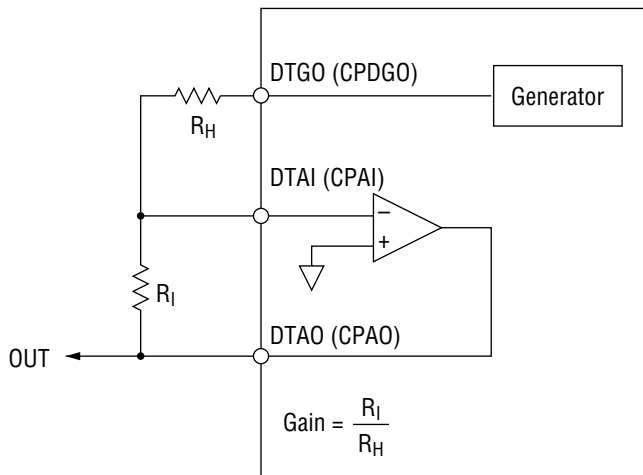 DTGO (CPDGO)
Generator
R_H
DTAI (CPAI)
−
+
R_I
DTAO (CPAO)
OUT
Gain = R_I / R_H